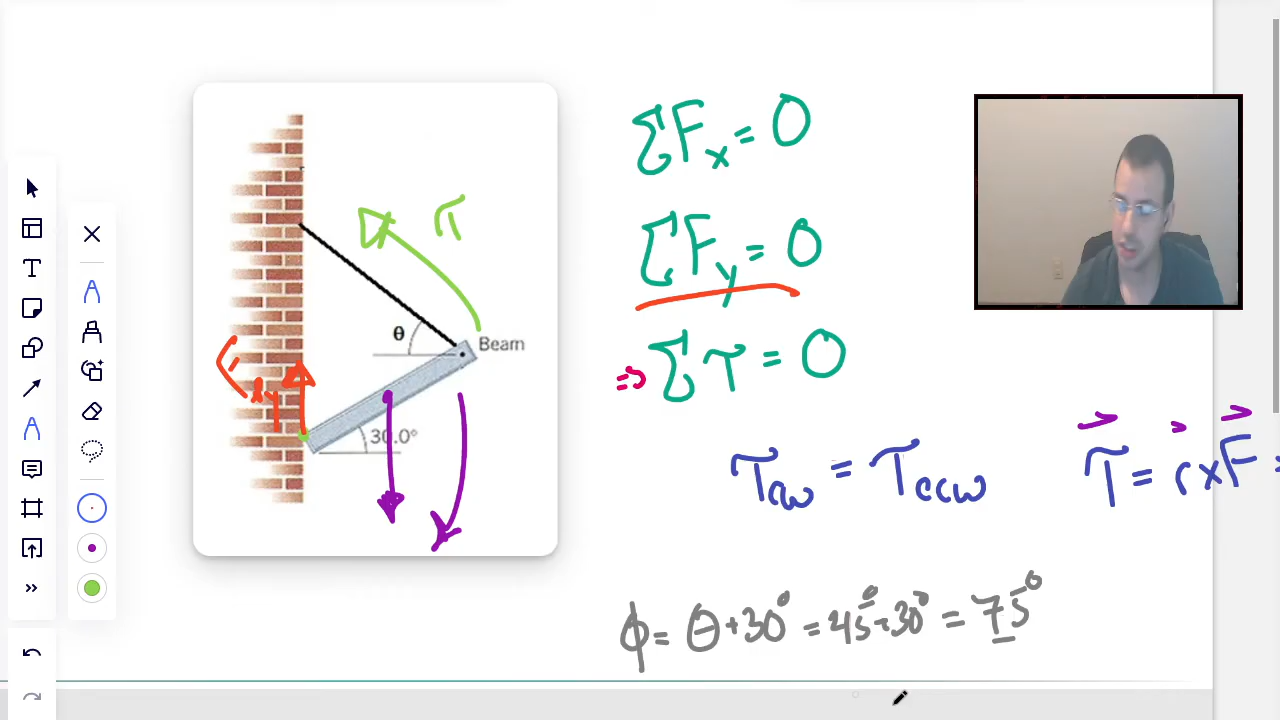 ΣFx = 0
ΣFy = 0
⇒ Στ = 0
τcw = τccw
τ = r × F =
ϕ = θ + 30° = 45° + 30° = 75°
θ
Beam
30.0°
T